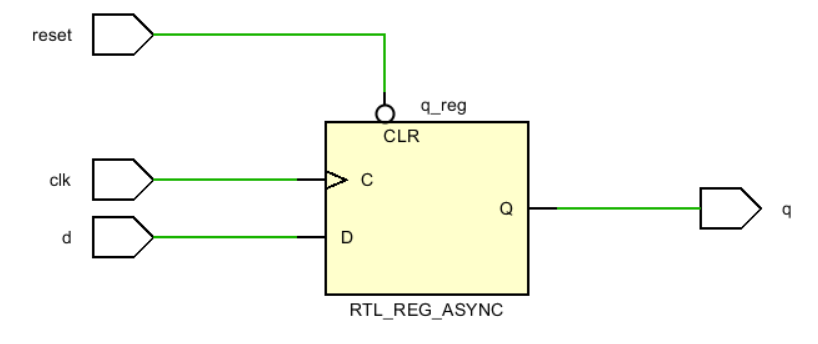 reset
q_reg
CLR
clk
C
Q
q
d
D
RTL_REG_ASYNC